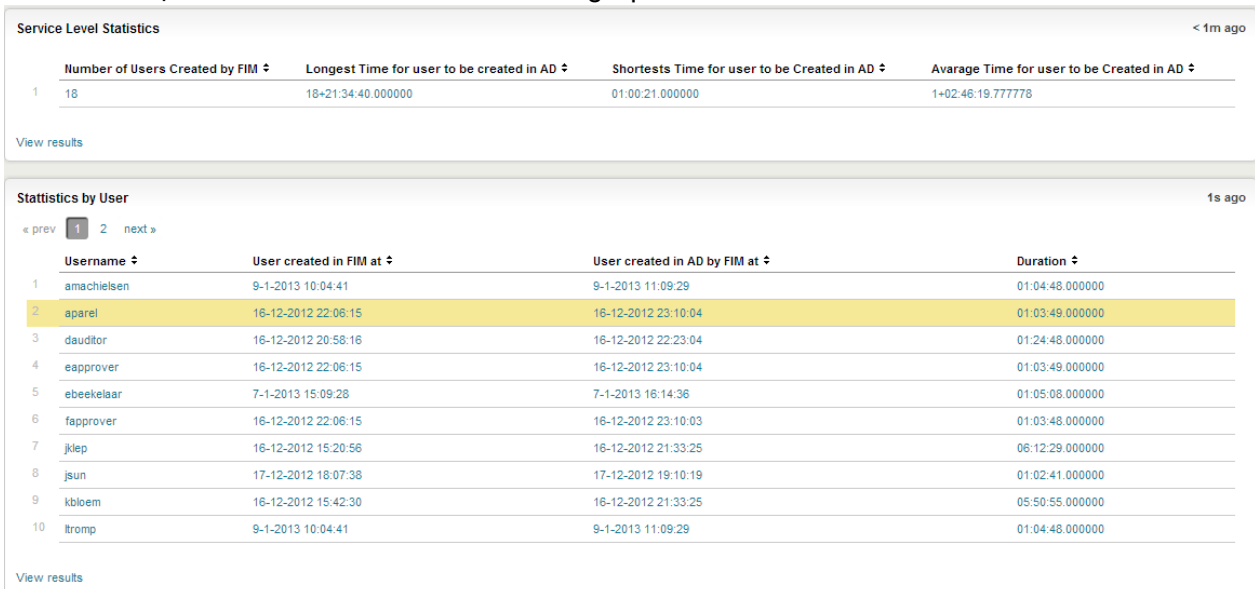 Service Level Statistics < 1m ago
Number of Users Created by FIM Longest Time for user to be created in AD Shortests Time for user to be Created in AD Avarage Time for user to be Created in AD
1 18 18+21:34:40.000000 01:00:21.000000 1+02:46:19.777778
View results
Stattistics by User 1s ago
« prev 1 2 next »
Username User created in FIM at User created in AD by FIM at Duration
1 amachielsen 9-1-2013 10:04:41 9-1-2013 11:09:29 01:04:48.000000
2 aparel 16-12-2012 22:06:15 16-12-2012 23:10:04 01:03:49.000000
3 dauditor 16-12-2012 20:58:16 16-12-2012 22:23:04 01:24:48.000000
4 eapprover 16-12-2012 22:06:15 16-12-2012 23:10:04 01:03:49.000000
5 ebeekelaar 7-1-2013 15:09:28 7-1-2013 16:14:36 01:05:08.000000
6 fapprover 16-12-2012 22:06:15 16-12-2012 23:10:03 01:03:48.000000
7 jklep 16-12-2012 15:20:56 16-12-2012 21:33:25 06:12:29.000000
8 jsun 17-12-2012 18:07:38 17-12-2012 19:10:19 01:02:41.000000
9 kbloem 16-12-2012 15:42:30 16-12-2012 21:33:25 05:50:55.000000
10 ltromp 9-1-2013 10:04:41 9-1-2013 11:09:29 01:04:48.000000
View results